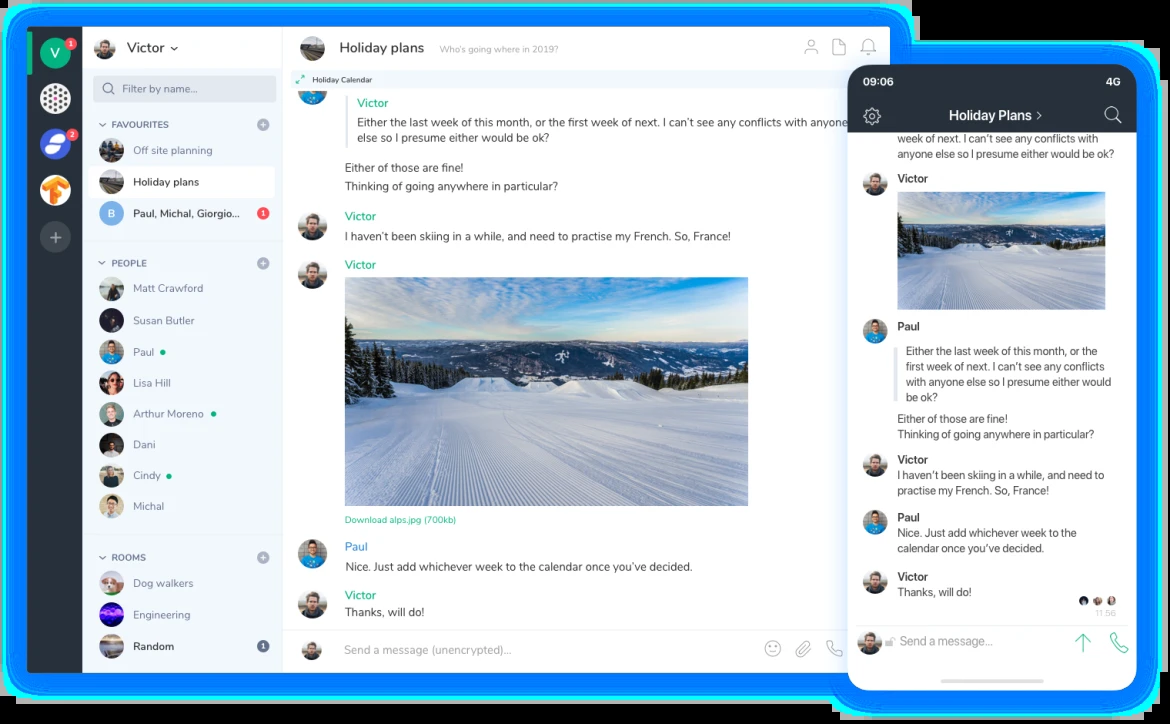 V
1
2
+
Victor
Filter by name...
FAVOURITES
Off site planning
Holiday plans
B
Paul, Michal, Giorgio...
1
PEOPLE
Matt Crawford
Susan Butler
Paul
Lisa Hill
Arthur Moreno
Dani
Cindy
Michal
ROOMS
Dog walkers
Engineering
Random
1
Holiday plans
Who's going where in 2019?
Holiday Calendar
Victor
Either the last week of this month, or the first week of next. I can't see any conflicts with anyone
else so I presume either would be ok?
Either of those are fine!
Thinking of going anywhere in particular?
Victor
I haven't been skiing in a while, and need to practise my French. So, France!
Victor
Download alps.jpg (700kb)
Paul
Nice. Just add whichever week to the calendar once you've decided.
Victor
Thanks, will do!
Send a message (unencrypted)...
09:06
4G
Holiday Plans
week of next. I can't see any conflicts with
anyone else so I presume either would be ok?
Victor
Paul
Either the last week of this month, or the
first week of next. I can't see any conflicts
with anyone else so I presume either would
be ok?
Either of those are fine!
Thinking of going anywhere in particular?
Victor
I haven't been skiing in a while, and need to
practise my French. So, France!
Paul
Nice. Just add whichever week to the
calendar once you've decided.
Victor
Thanks, will do!
11:56
Send a message...